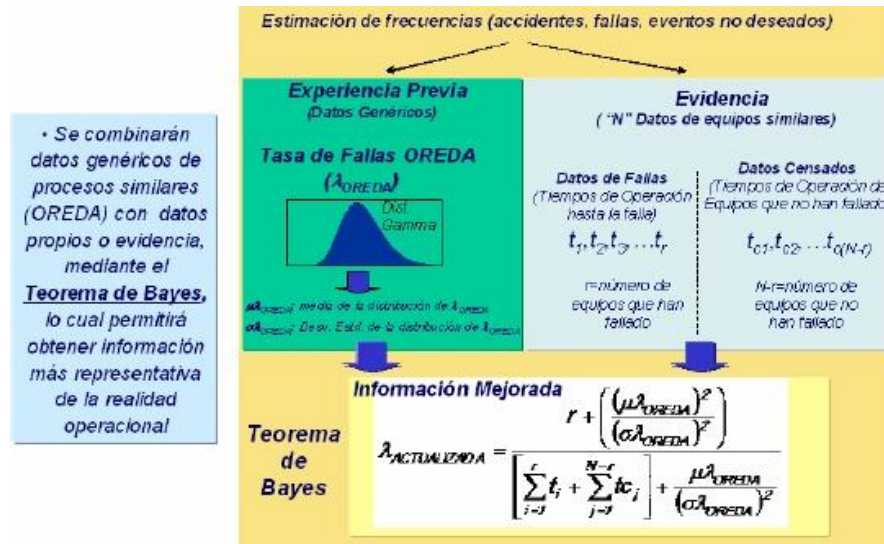 Estimación de frecuencias (accidentes, fallas, eventos no deseados)
• Se combinarán
datos genéricos de
procesos similares
(OREDA) con datos
propios o evidencia,
mediante el
Teorema de Bayes,
lo cual permitirá
obtener información
más representativa
de la realidad
operacional
Experiencia Previa
(Datos Genéricos)
Tasa de Fallas OREDA
(λOREDA)
Dist.
Gamma
μλOREDA: media de la distribución de λOREDA
σλOREDA: Desv. Estd. de la distribución de λOREDA
Evidencia
( "N" Datos de equipos similares)
Datos de Fallas
(Tiempos de Operación
hasta la falla)
t1,t2,t3,...tr
r=número de
equipos que han
fallado
Datos Censados
(Tiempos de Operación de
Equipos que no han fallado)
tc1,tc2,...tc(N-r)
N-r=número de
equipos que no
han fallado
Teorema
de
Bayes
Información Mejorada
λACTUALIZADA = (r + ((μλOREDA)² / (σλOREDA)²)) / ([∑_{i=1}^{r} ti + ∑_{j=1}^{N-r} tcj] + μλOREDA / (σλOREDA)²)